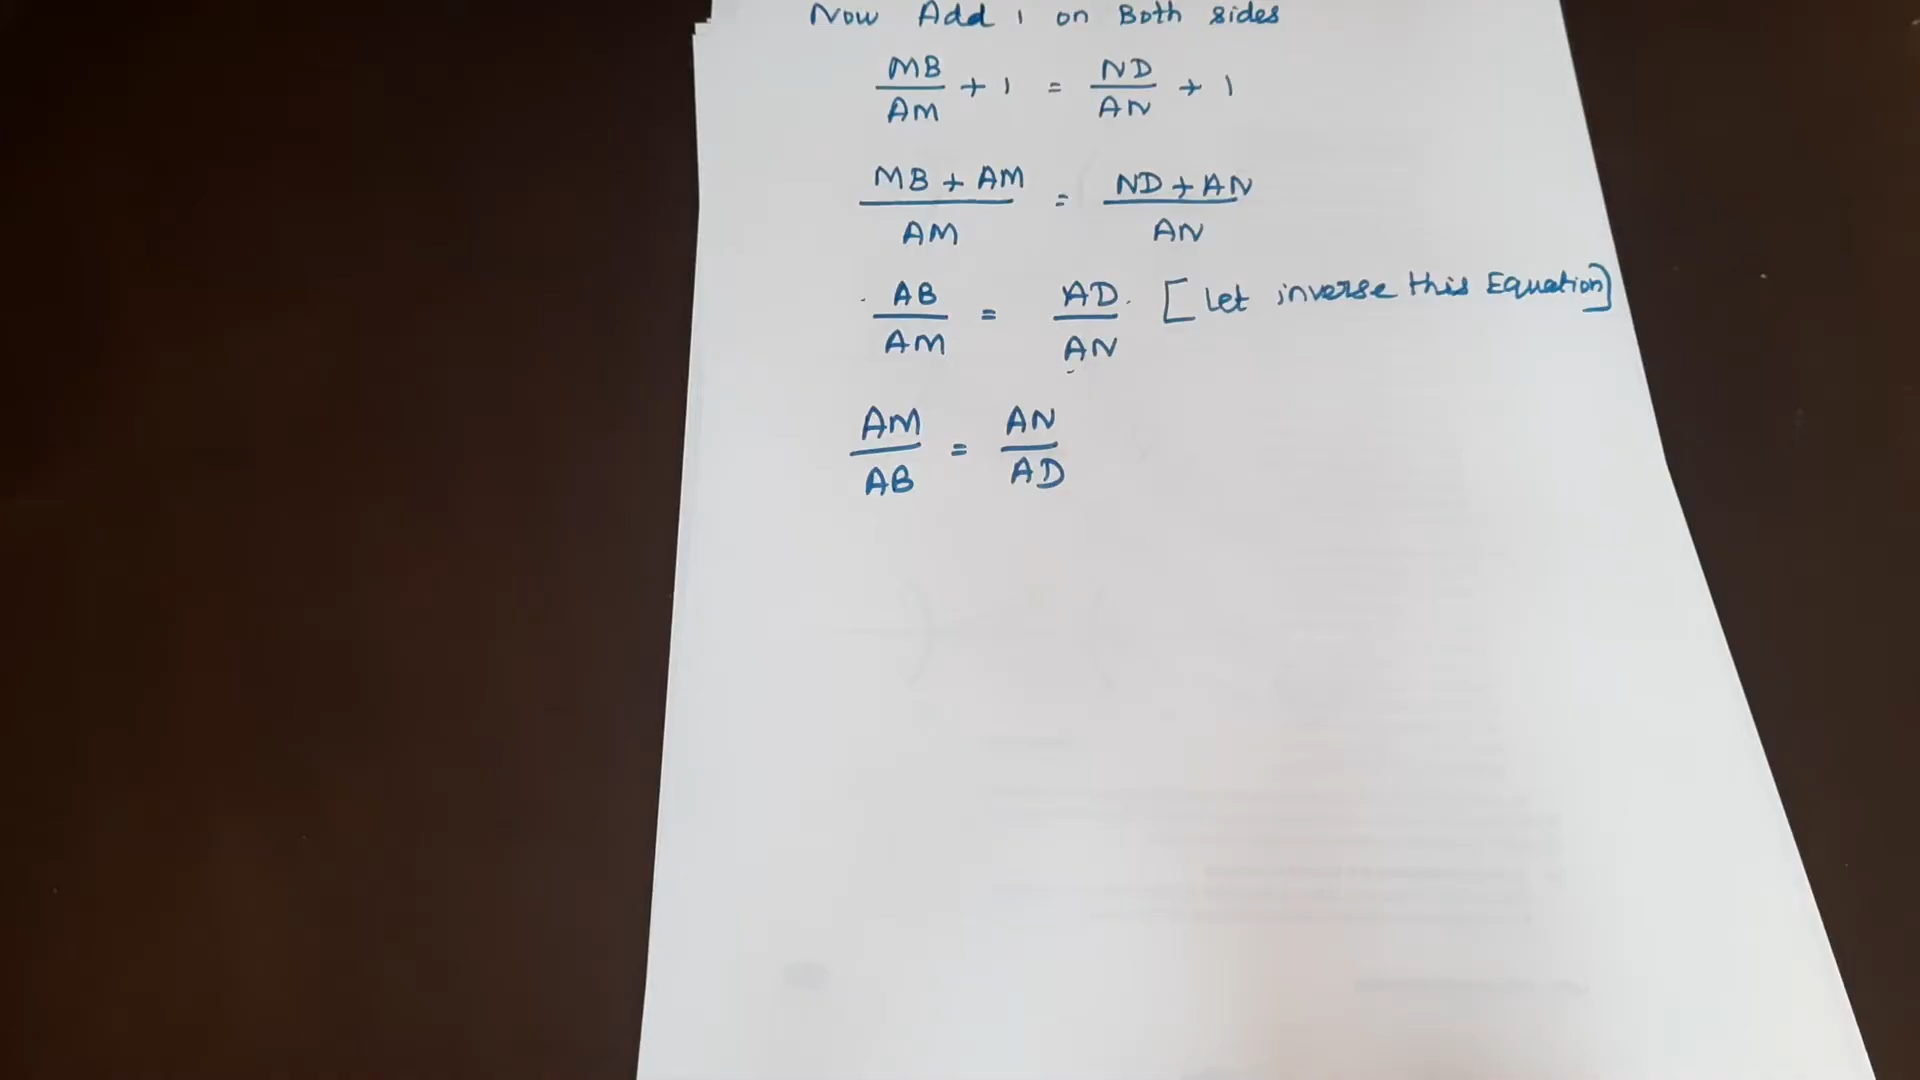 Now Add 1 on Both sides
MB/AM + 1 = ND/AN + 1
MB + AM/AM = ND + AN/AN
AB/AM = AD/AN [Let inverse this Equation]
AM/AB = AN/AD